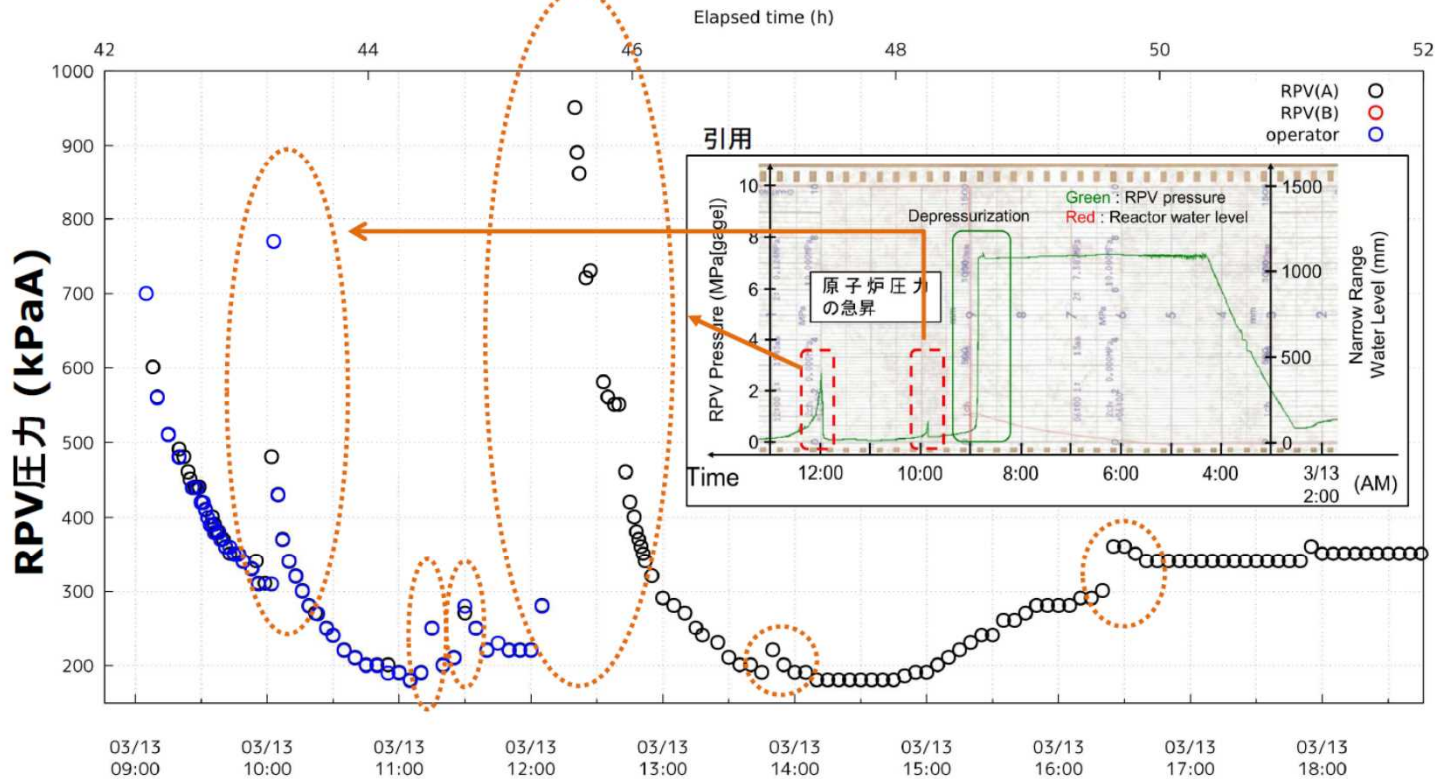 Elapsed time (h)
42 44 46 48 50 52
RPV圧力 (kPaA)
1000
900
800
700
600
500
400
300
200
RPV(A)
RPV(B)
operator
引用
RPV Pressure (MPa[gage])
10
8
6
4
2
0
Green : RPV pressure
Red : Reactor water level
Depressurization
原子炉圧力
の急昇
1500
1000
500
0
Narrow Range
Water Level (mm)
Time 12:00 10:00 8:00 6:00 4:00 3/13
2:00 (AM)
03/13 03/13 03/13 03/13 03/13 03/13 03/13 03/13 03/13 03/13
09:00 10:00 11:00 12:00 13:00 14:00 15:00 16:00 17:00 18:00